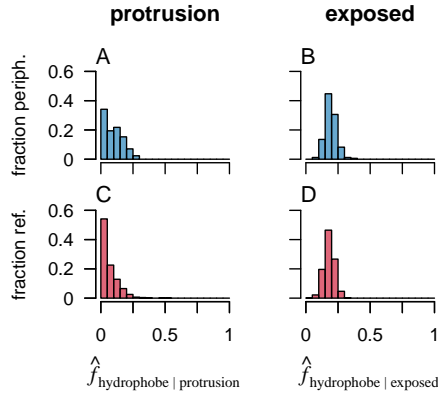 protrusion exposed
A B
fraction periph.
0.6
0.4
0.2
0
C D
fraction ref.
0.6
0.4
0.2
0
0 0.5 1 0 0.5 1
f̂hydrophobe | protrusion f̂hydrophobe | exposed